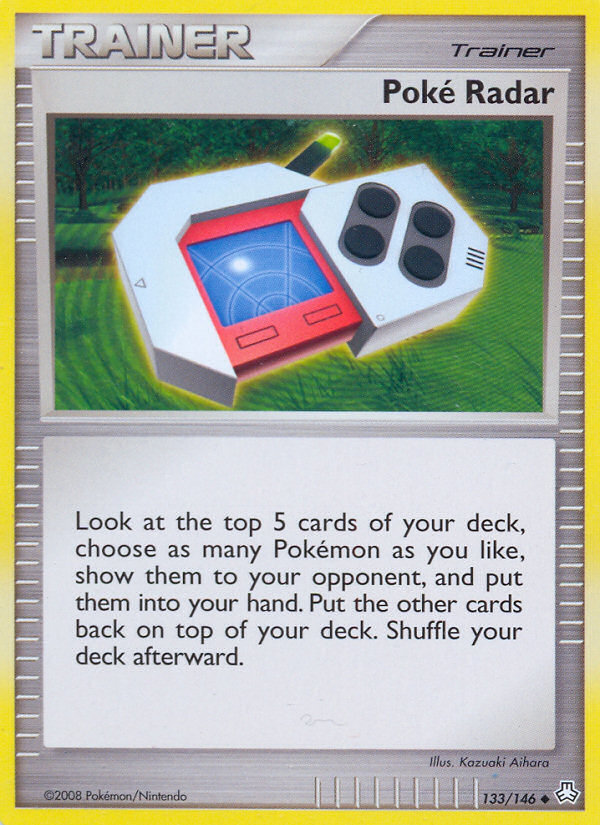 TRAINER
Trainer
Poké Radar
Look at the top 5 cards of your deck,
choose as many Pokémon as you like,
show them to your opponent, and put
them into your hand. Put the other cards
back on top of your deck. Shuffle your
deck afterward.
Illus. Kazuaki Aihara
©2008 Pokémon/Nintendo
133/146